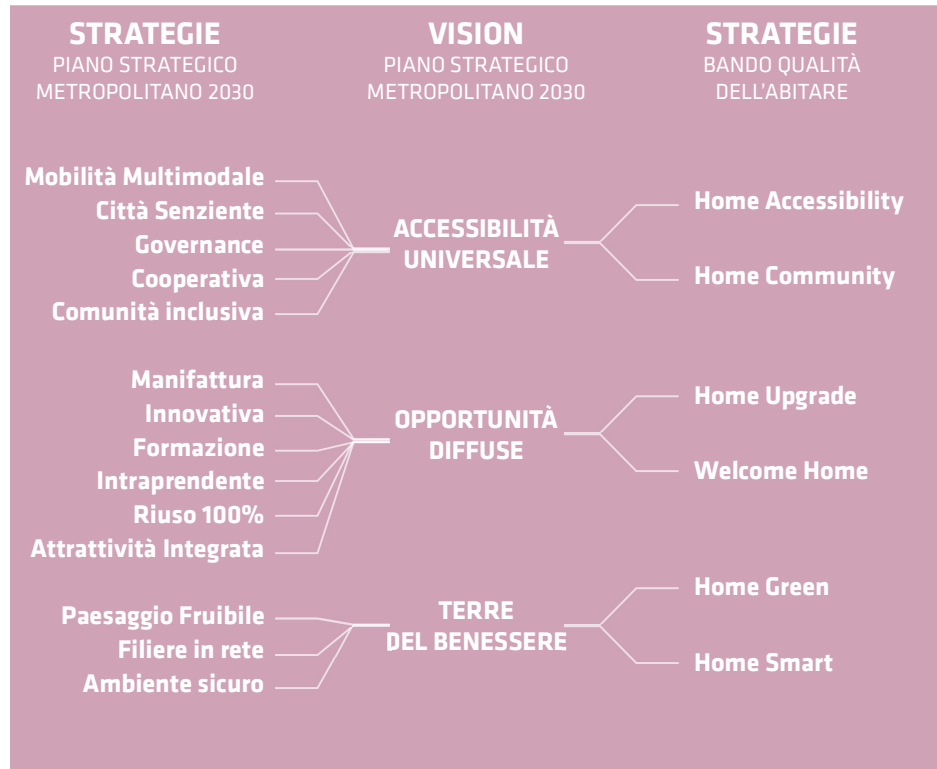 STRATEGIE
PIANO STRATEGICO
METROPOLITANO 2030
VISION
PIANO STRATEGICO
METROPOLITANO 2030
STRATEGIE
BANDO QUALITÀ
DELL'ABITARE
Mobilità Multimodale
Città Senziente
Governance
Cooperativa
Comunità inclusiva
ACCESSIBILITÀ
UNIVERSALE
Home Accessibility
Home Community
Manifattura
Innovativa
Formazione
Intraprendente
Riuso 100%
Attrattività Integrata
OPPORTUNITÀ
DIFFUSE
Home Upgrade
Welcome Home
Paesaggio Fruibile
Filiere in rete
Ambiente sicuro
TERRE
DEL BENESSERE
Home Green
Home Smart